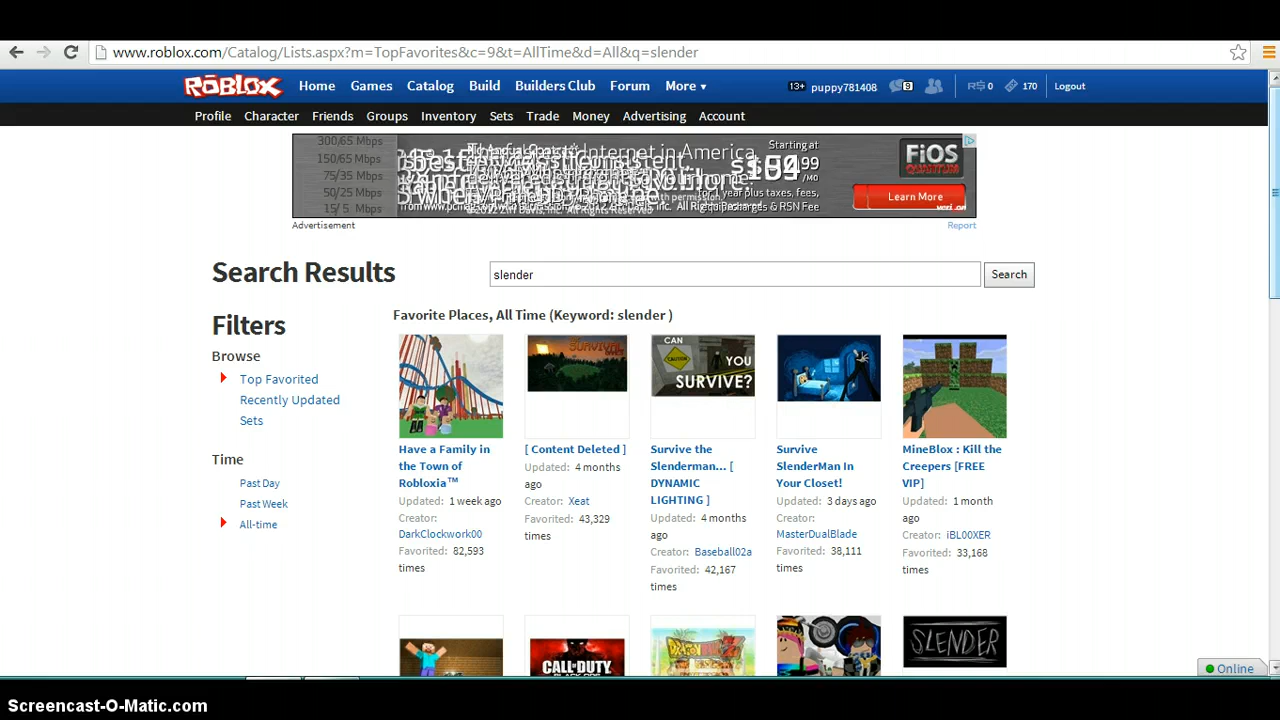 www.roblox.com/Catalog/Lists.aspx?m=TopFavorites&c=9&t=AllTime&d=All&q=slender
ROBLOX Home Games Catalog Build Builders Club Forum More ▾ 13+ puppy781408 9 R$ 0 170 Logout
Profile Character Friends Groups Inventory Sets Trade Money Advertising Account
300/65 Mbps
150/65 Mbps
75/35 Mbps
50/25 Mbps
15/ 5 Mbps
Internet in America
Starting at
/MO
for 1 year plus taxes, fees,
& RSN Fee
FiOS
QUANTUM
Learn More
Advertisement Report
Search Results slender Search
Filters
Browse
Top Favorited
Recently Updated
Sets
Time
Past Day
Past Week
All-time
Favorite Places, All Time (Keyword: slender )
Have a Family in
the Town of
Robloxia™
Updated: 1 week ago
Creator:
DarkClockwork00
Favorited: 82,593
times
SURVIVAL
[ Content Deleted ]
Updated: 4 months
ago
Creator: Xeat
Favorited: 43,329
times
CAN
CAUTION
YOU
SURVIVE?
Survive the
Slenderman... [
DYNAMIC
LIGHTING ]
Updated: 4 months
ago
Creator: Baseball02a
Favorited: 42,167
times
Survive
SlenderMan In
Your Closet!
Updated: 3 days ago
Creator:
MasterDualBlade
Favorited: 38,111
times
MineBlox : Kill the
Creepers [FREE
VIP]
Updated: 1 month
ago
Creator: iBL00XER
Favorited: 33,168
times
CALL·DUTY
DRAGON BALL Z
SLENDER
Online
Screencast-O-Matic.com